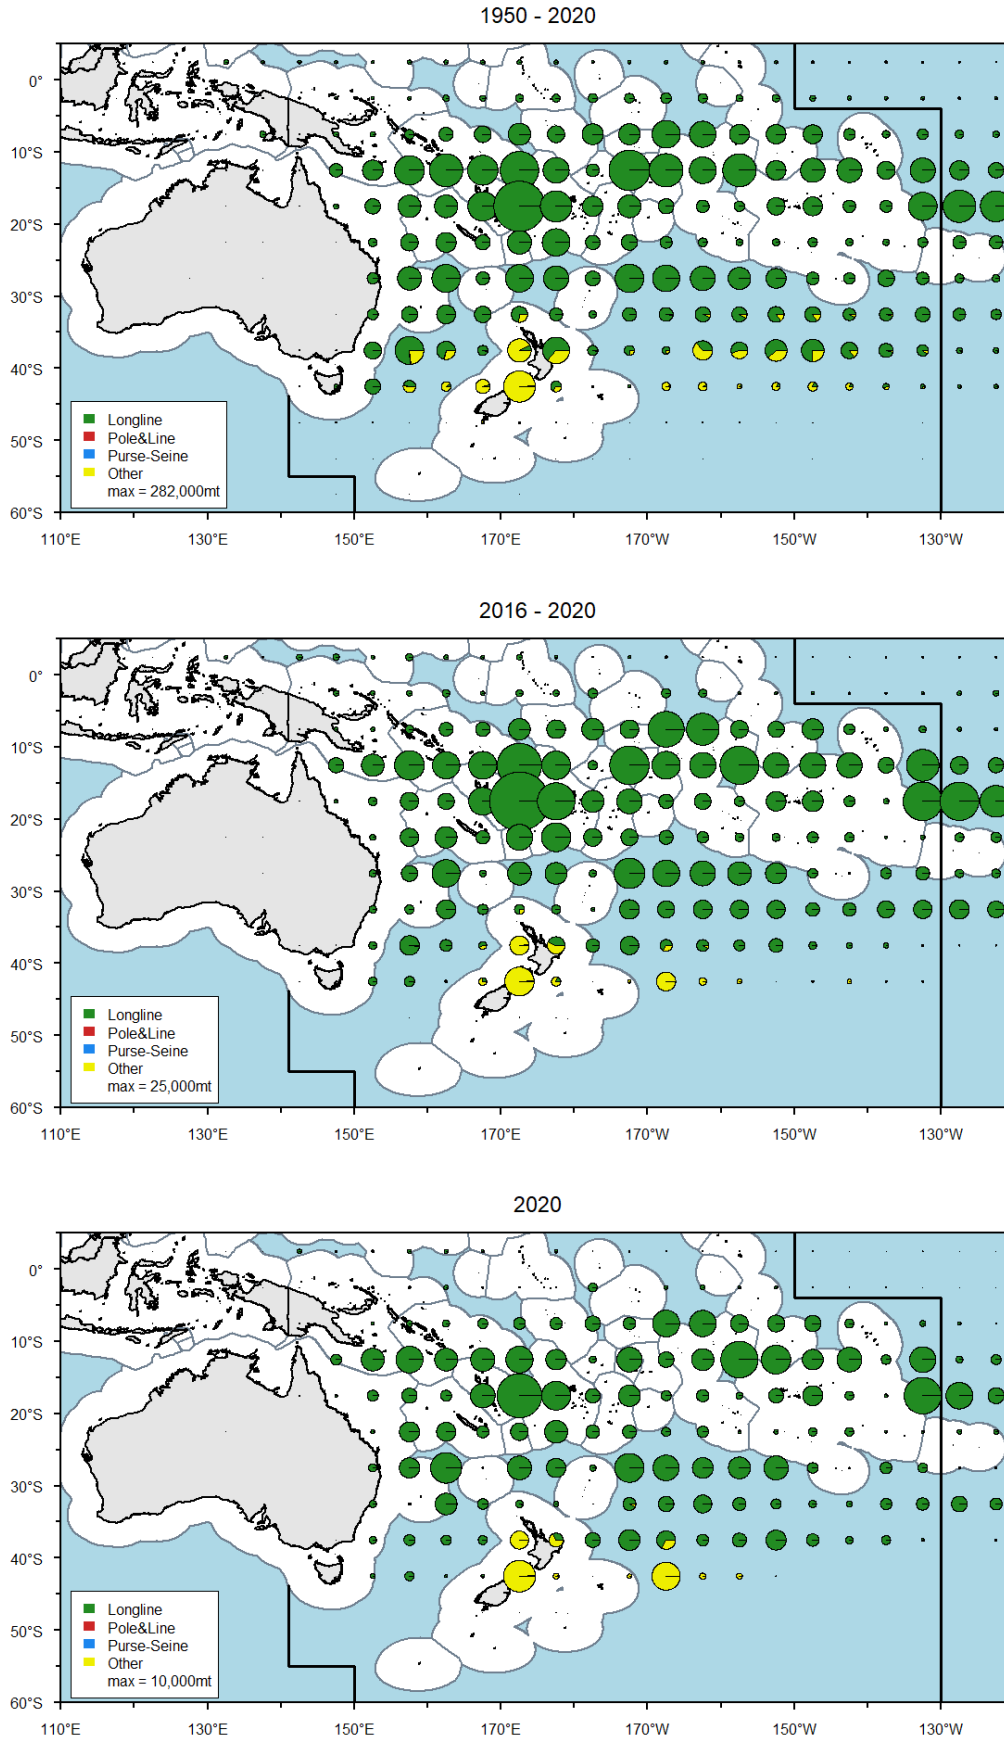 1950 - 2020
0°
10°S
20°S
30°S
40°S
50°S
60°S
Longline
Pole&Line
Purse-Seine
Other
max = 282,000mt
110°E 130°E 150°E 170°E 170°W 150°W 130°W
2016 - 2020
0°
10°S
20°S
30°S
40°S
50°S
60°S
Longline
Pole&Line
Purse-Seine
Other
max = 25,000mt
110°E 130°E 150°E 170°E 170°W 150°W 130°W
2020
0°
10°S
20°S
30°S
40°S
50°S
60°S
Longline
Pole&Line
Purse-Seine
Other
max = 10,000mt
110°E 130°E 150°E 170°E 170°W 150°W 130°W